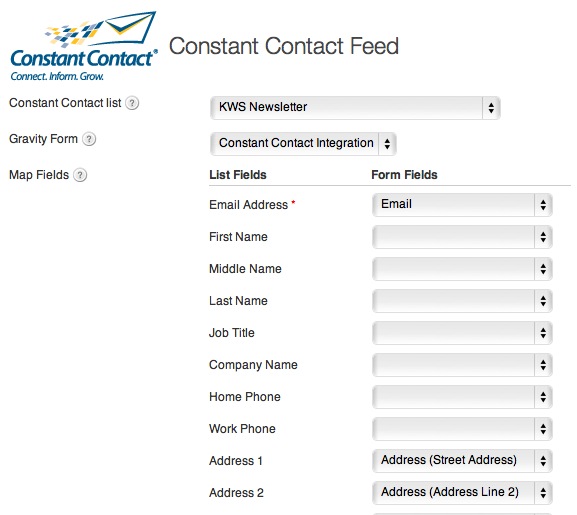 Constant Contact®
Connect. Inform. Grow.
Constant Contact Feed
Constant Contact list ? KWS Newsletter
Gravity Form ? Constant Contact Integration
Map Fields ? List Fields Form Fields
Email Address * Email
First Name
Middle Name
Last Name
Job Title
Company Name
Home Phone
Work Phone
Address 1 Address (Street Address)
Address 2 Address (Address Line 2)